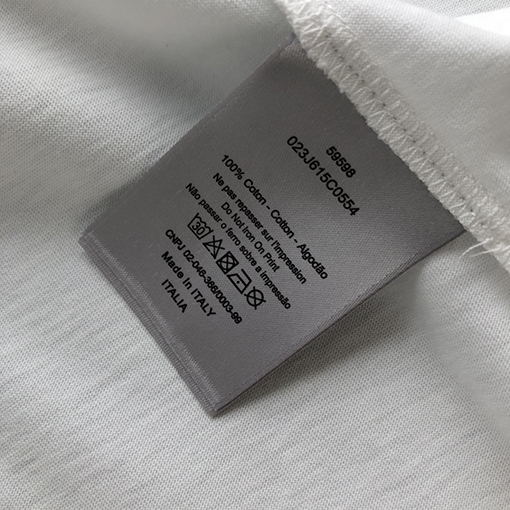 59598
023J615C0554
100% Coton - Cotton - Algodão
Ne pas repasser sur l'impression
Do Not Iron On Print
Não passar o ferro sobre a impressão
30
CNPJ 02-046-366/0003-99
Made In ITALY
ITALIA